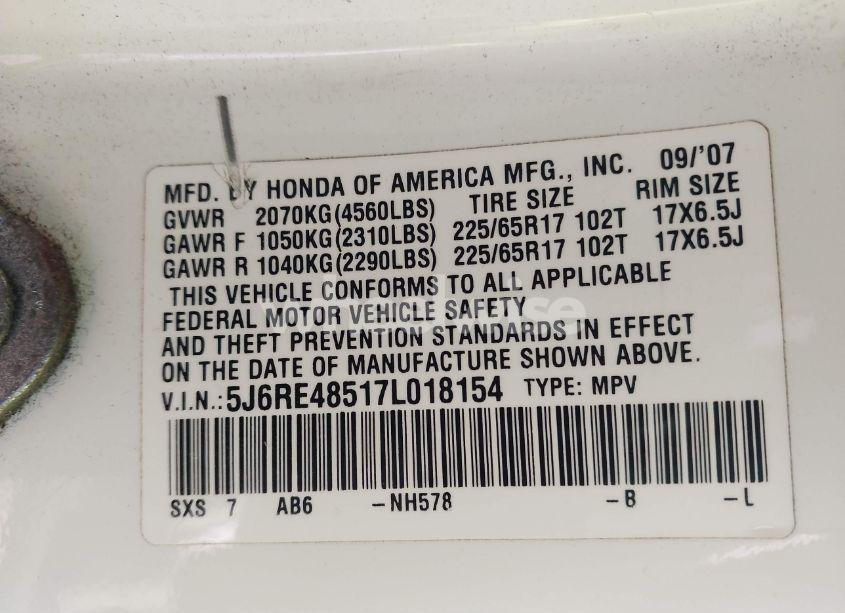 MFD. BY HONDA OF AMERICA MFG., INC. 09/'07
GVWR 2070KG(4560LBS) TIRE SIZE RIM SIZE
GAWR F 1050KG(2310LBS) 225/65R17 102T 17X6.5J
GAWR R 1040KG(2290LBS) 225/65R17 102T 17X6.5J
THIS VEHICLE CONFORMS TO ALL APPLICABLE
FEDERAL MOTOR VEHICLE SAFETY
AND THEFT PREVENTION STANDARDS IN EFFECT
ON THE DATE OF MANUFACTURE SHOWN ABOVE.
V.I.N.: 5J6RE48517L018154 TYPE: MPV
SXS 7 AB6 -NH578 -B -L